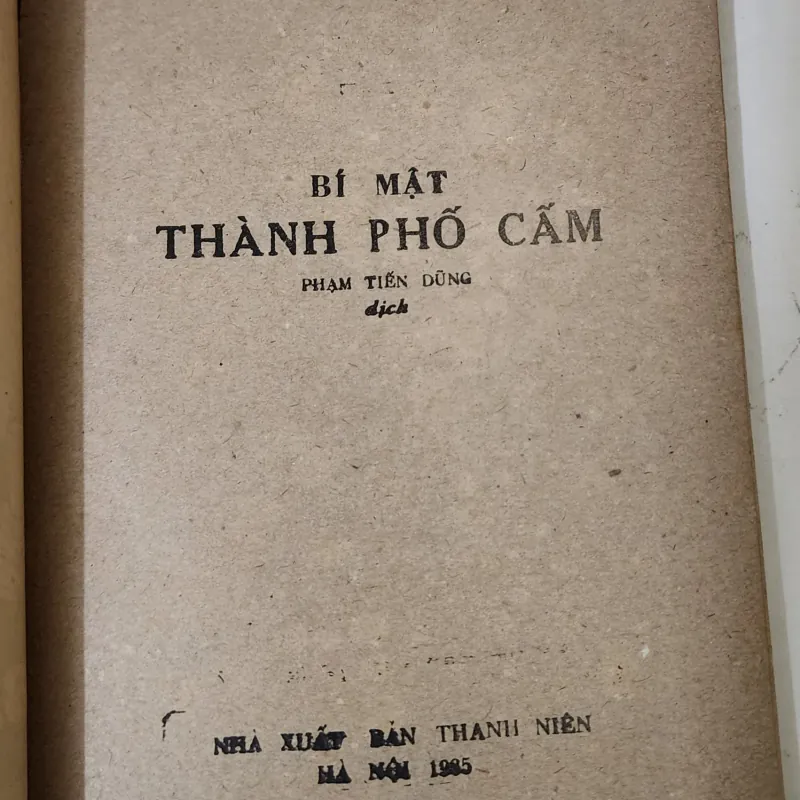 BÍ MẬT
THÀNH PHỐ CẤM
PHẠM TIẾN DŨNG
dịch
NHÀ XUẤT BẢN THANH NIÊN
HÀ NỘI 1985